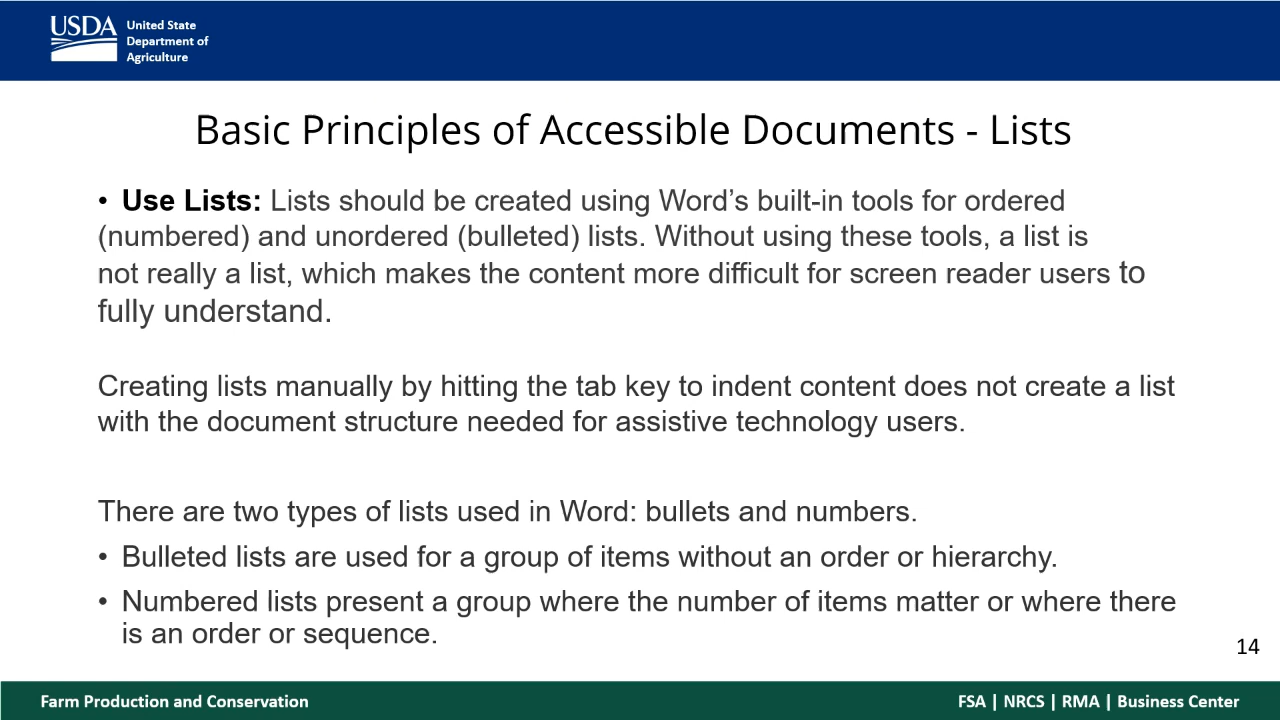 USDA
United State
Department of
Agriculture
Basic Principles of Accessible Documents - Lists
• Use Lists: Lists should be created using Word’s built-in tools for ordered
(numbered) and unordered (bulleted) lists. Without using these tools, a list is
not really a list, which makes the content more difficult for screen reader users to
fully understand.
Creating lists manually by hitting the tab key to indent content does not create a list
with the document structure needed for assistive technology users.
There are two types of lists used in Word: bullets and numbers.
• Bulleted lists are used for a group of items without an order or hierarchy.
• Numbered lists present a group where the number of items matter or where there
is an order or sequence.
14
Farm Production and Conservation
FSA | NRCS | RMA | Business Center